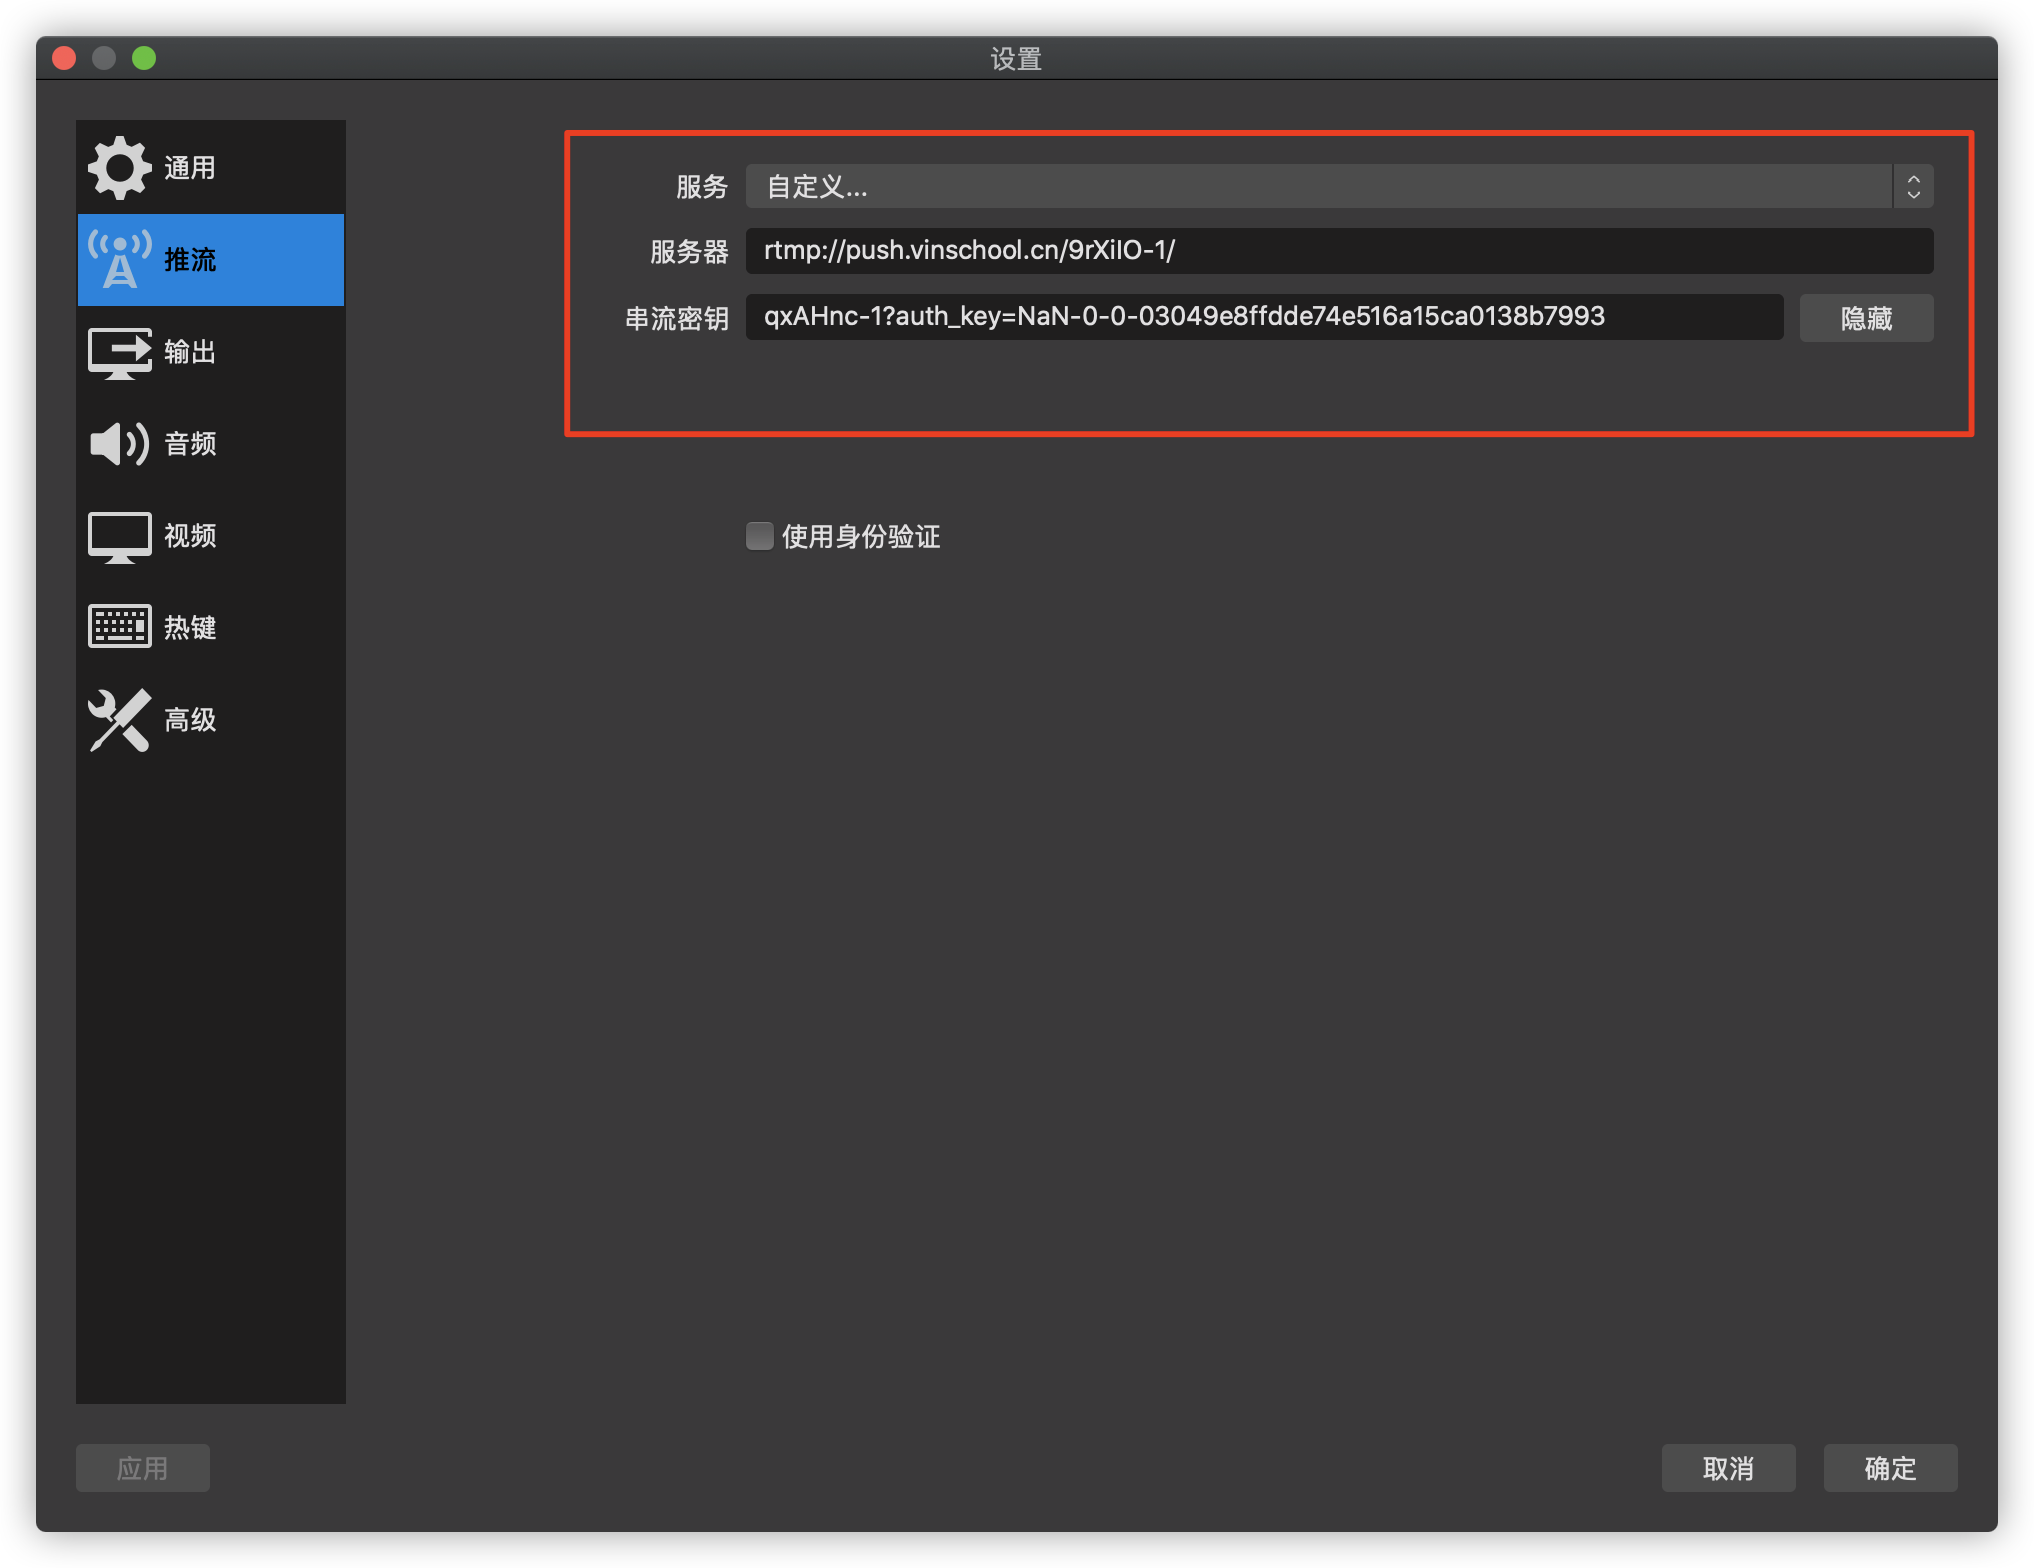 设置
通用
推流
输出
音频
视频
热键
高级
服务 自定义...
服务器 rtmp://push.vinschool.cn/9rXiIO-1/
串流密钥 qxAHnc-1?auth_key=NaN-0-0-03049e8ffdde74e516a15ca0138b7993 隐藏
使用身份验证
应用 取消 确定